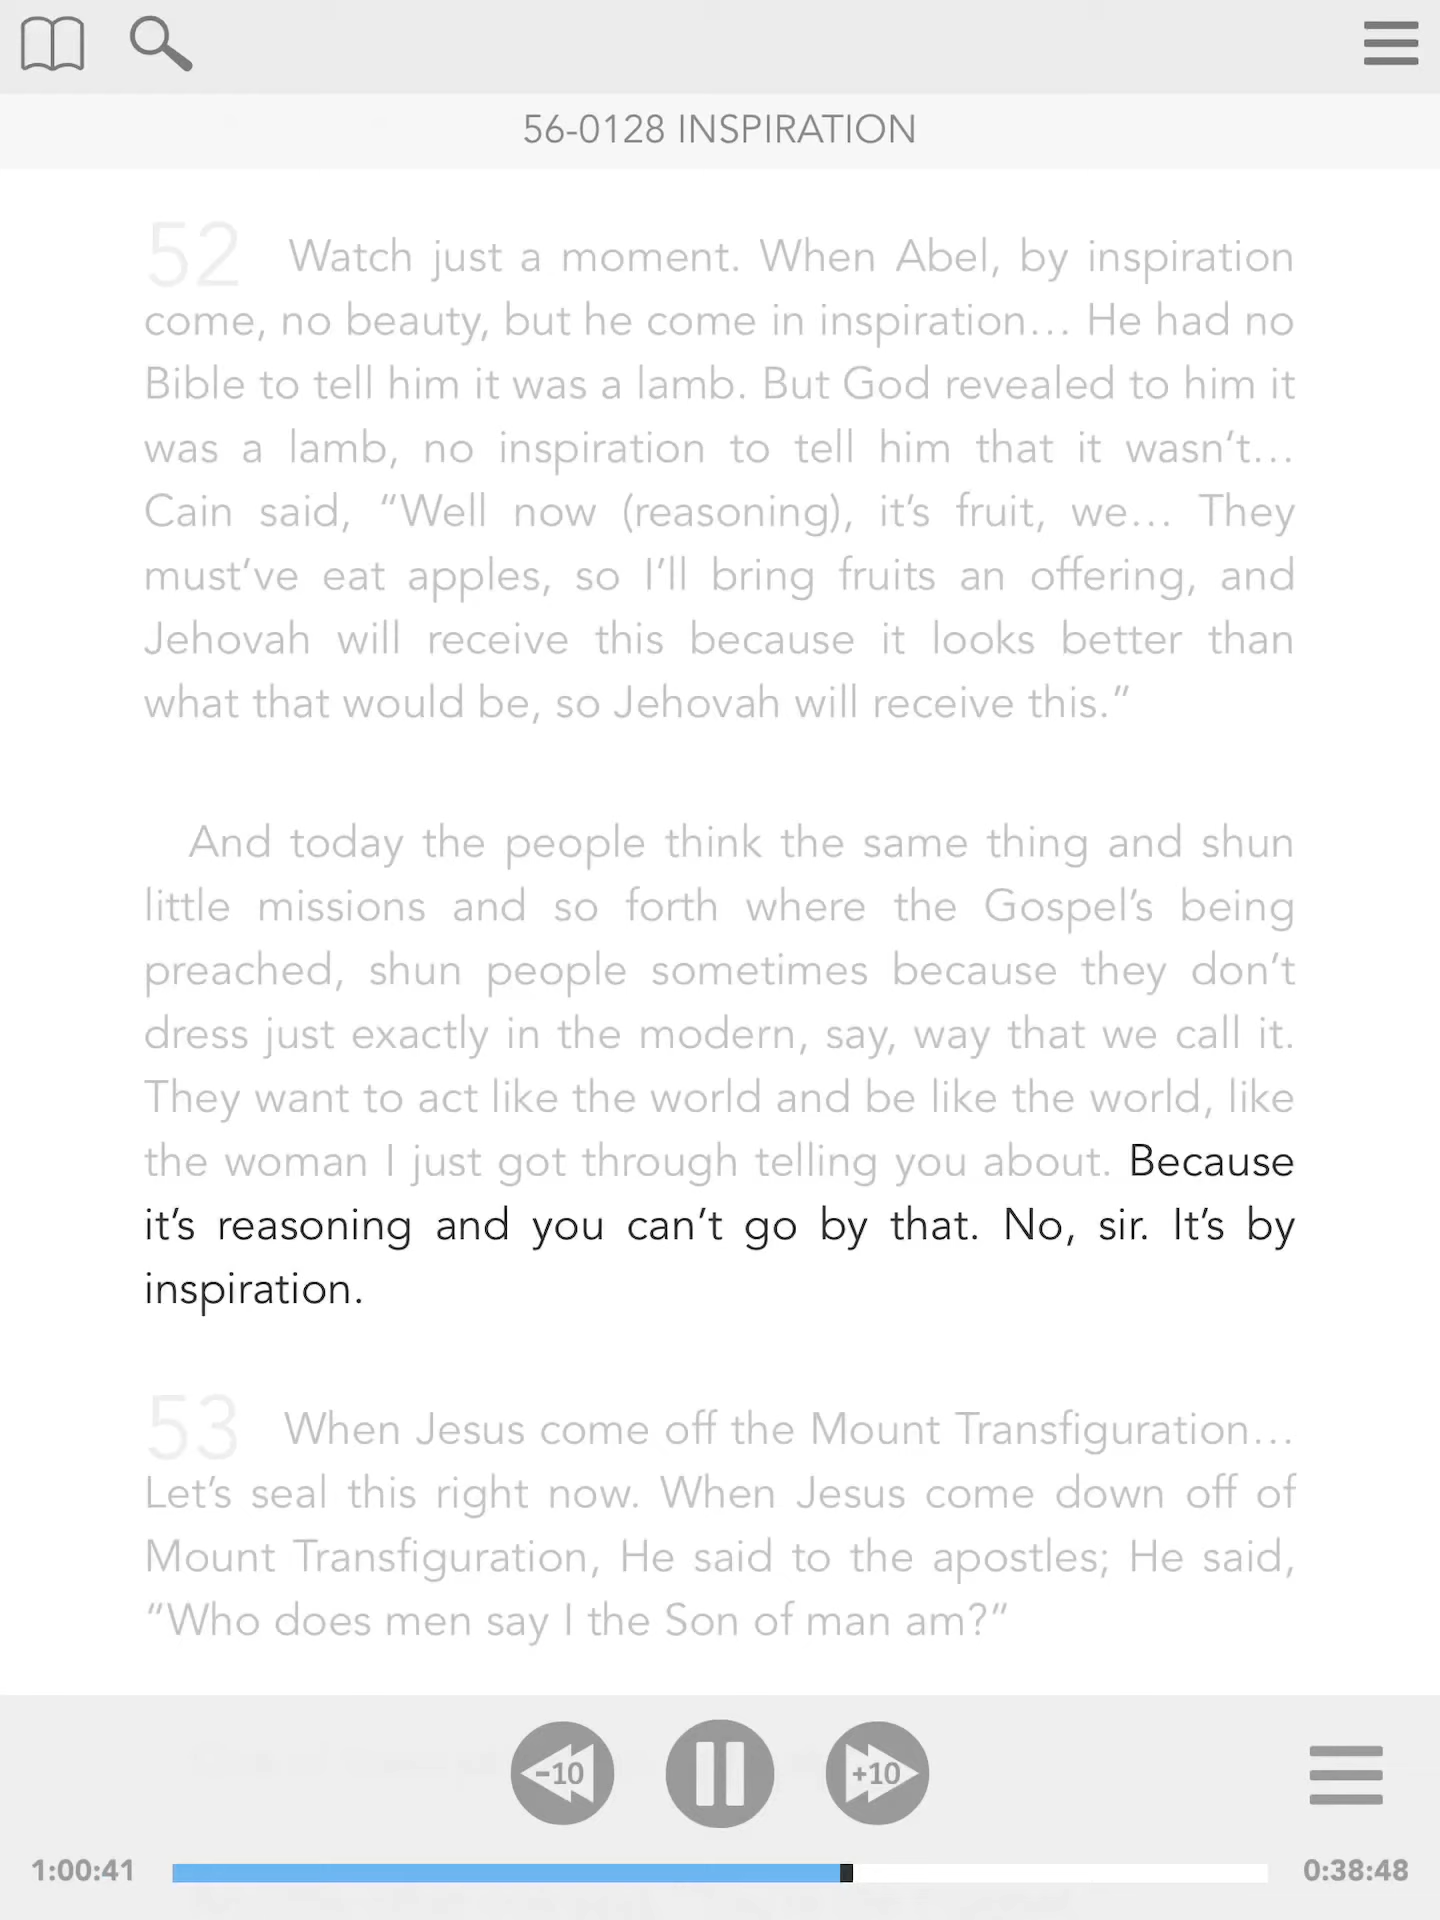 56-0128 INSPIRATION
52 Watch just a moment. When Abel, by inspiration
come, no beauty, but he come in inspiration… He had no
Bible to tell him it was a lamb. But God revealed to him it
was a lamb, no inspiration to tell him that it wasn’t…
Cain said, “Well now (reasoning), it’s fruit, we… They
must’ve eat apples, so I’ll bring fruits an offering, and
Jehovah will receive this because it looks better than
what that would be, so Jehovah will receive this.”
And today the people think the same thing and shun
little missions and so forth where the Gospel’s being
preached, shun people sometimes because they don’t
dress just exactly in the modern, say, way that we call it.
They want to act like the world and be like the world, like
the woman I just got through telling you about. Because
it’s reasoning and you can’t go by that. No, sir. It’s by
inspiration.
53 When Jesus come off the Mount Transfiguration…
Let’s seal this right now. When Jesus come down off of
Mount Transfiguration, He said to the apostles; He said,
“Who does men say I the Son of man am?”
-10 +10
1:00:41 0:38:48